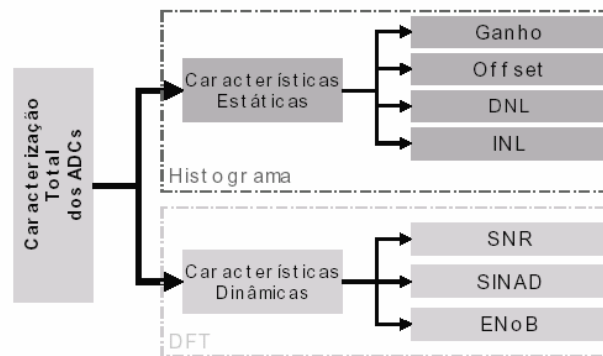 Caracterização
Total
dos ADCs
Características
Estáticas
Ganho
Offset
DNL
INL
Histograma
Características
Dinâmicas
SNR
SINAD
ENoB
DFT